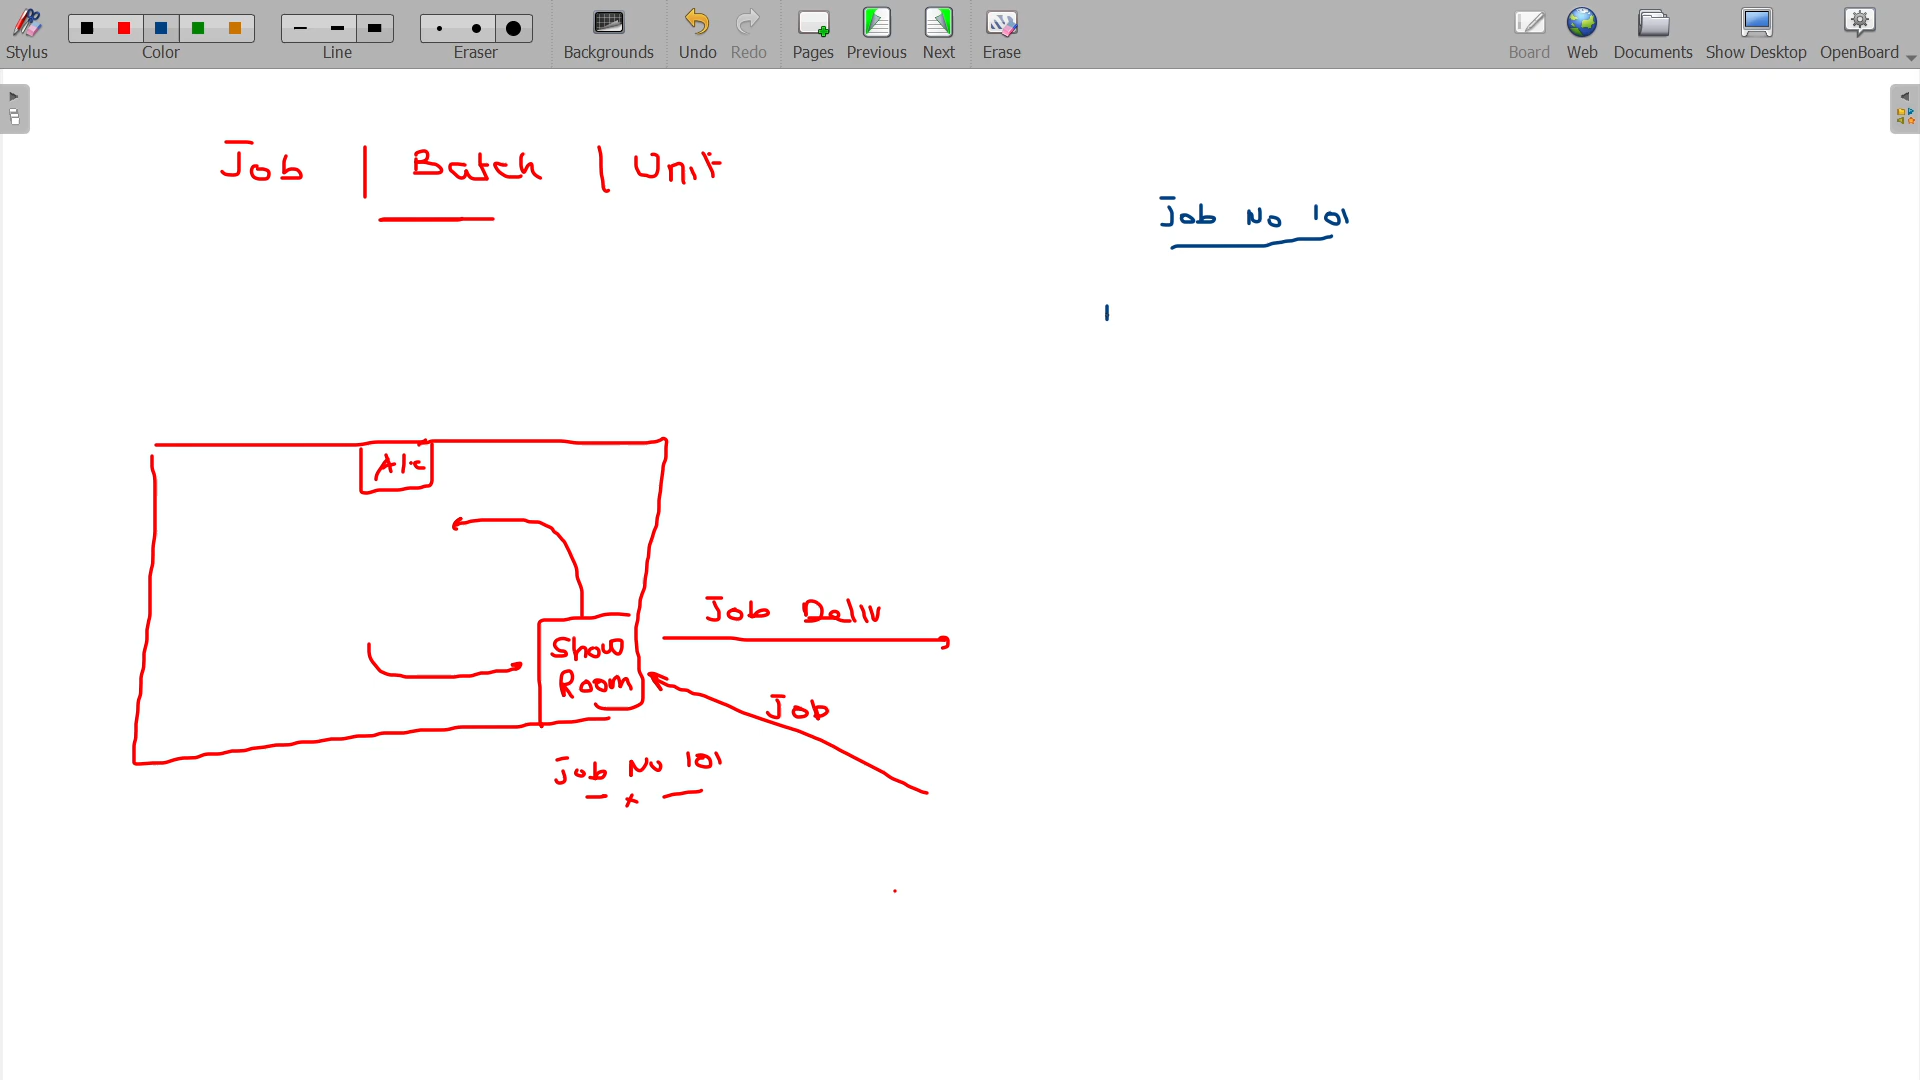 Stylus Color Line Eraser Backgrounds Undo Redo Pages Previous Next Erase Board Web Documents Show Desktop OpenBoard
Job | Batch | Unit
Job No 101
A/c
Job Deliv
Show
Room
Job
Job No 101